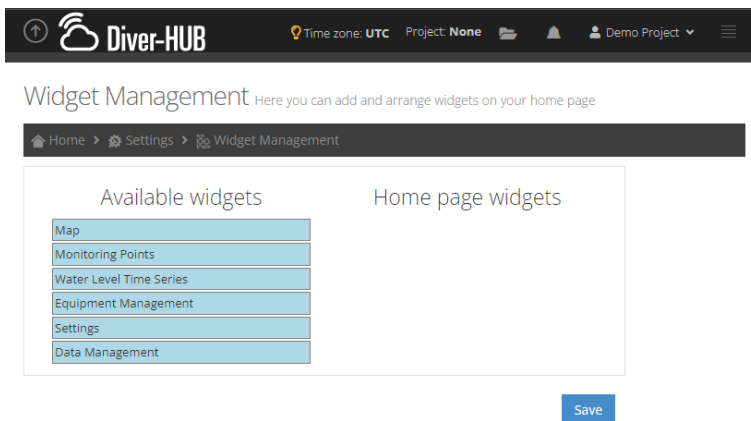 Diver-HUB Time zone: UTC Project: None Demo Project
Widget Management Here you can add and arrange widgets on your home page
Home > Settings > Widget Management
Available widgets Home page widgets
Map
Monitoring Points
Water Level Time Series
Equipment Management
Settings
Data Management
Save